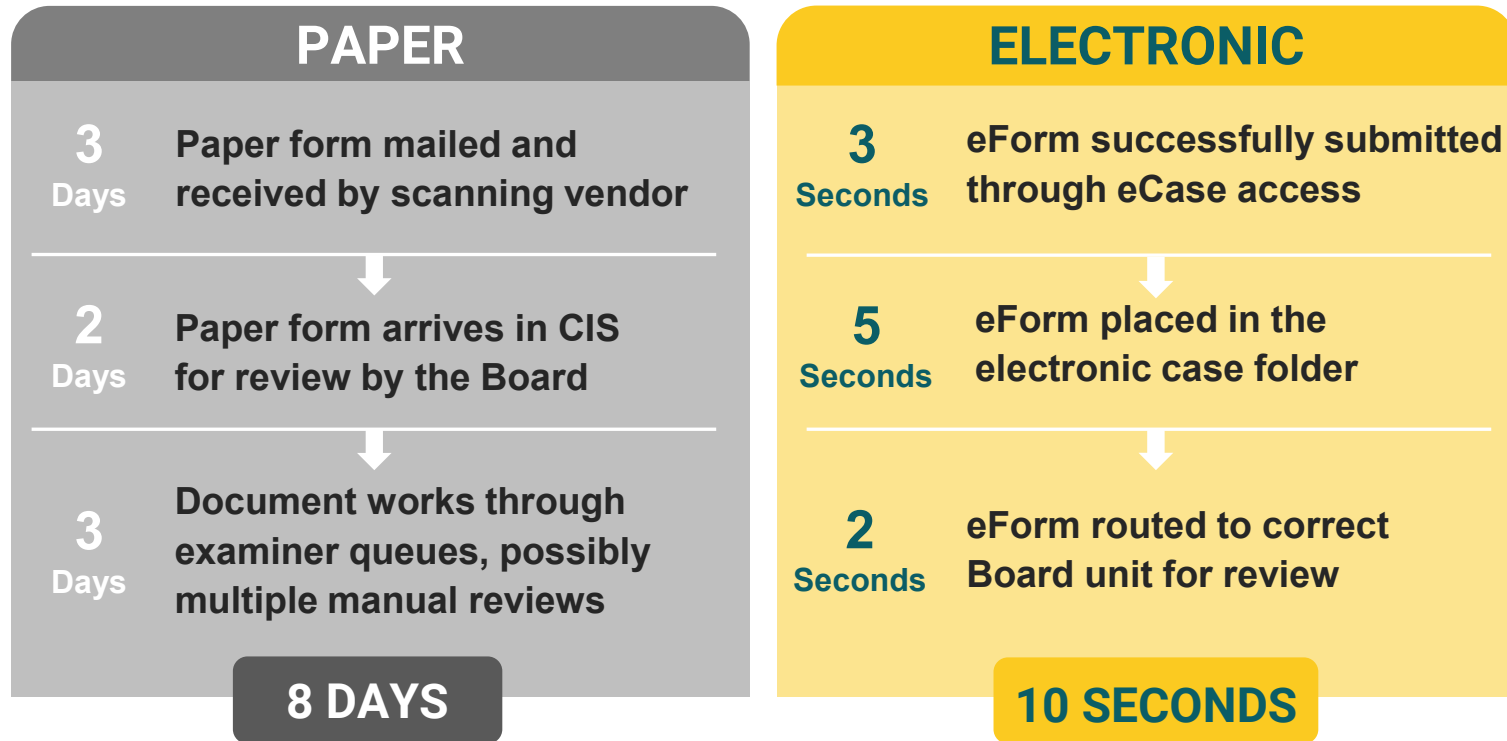 PAPER
3
Days
Paper form mailed and
received by scanning vendor
2
Days
Paper form arrives in CIS
for review by the Board
3
Days
Document works through
examiner queues, possibly
multiple manual reviews
8 DAYS
ELECTRONIC
3
Seconds
eForm successfully submitted
through eCase access
5
Seconds
eForm placed in the
electronic case folder
2
Seconds
eForm routed to correct
Board unit for review
10 SECONDS